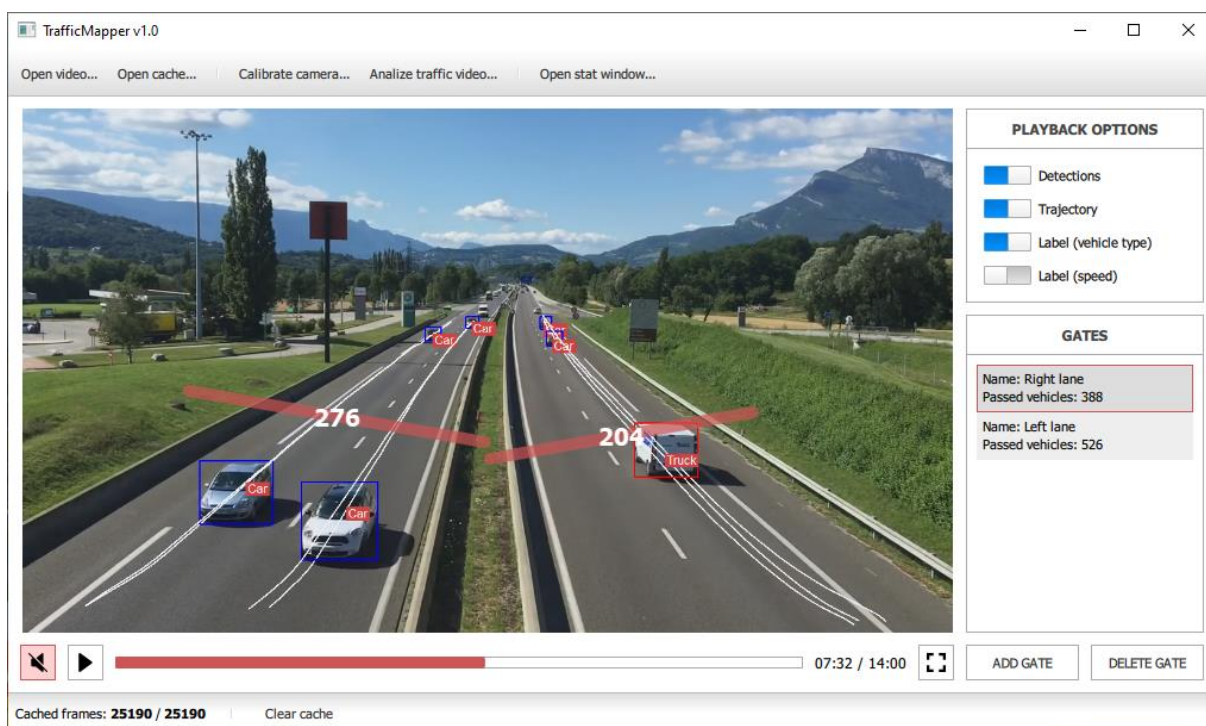 TrafficMapper v1.0
Open video... Open cache... Calibrate camera... Analize traffic video... Open stat window...
PLAYBACK OPTIONS
Detections
Trajectory
Label (vehicle type)
Label (speed)
GATES
Name: Right lane
Passed vehicles: 388
Name: Left lane
Passed vehicles: 526
Car
Car
Car
276
204
Truck
Car
Car
07:32 / 14:00
ADD GATE
DELETE GATE
Cached frames: 25190 / 25190
Clear cache